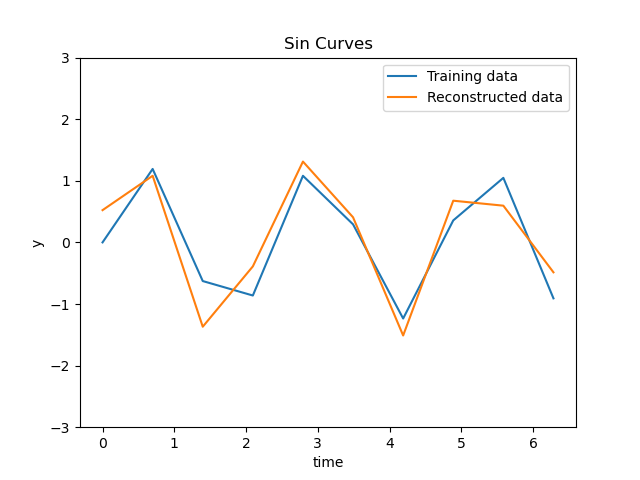 Sin Curves
Training data
Reconstructed data
3
2
1
0
−1
−2
−3
y
0 1 2 3 4 5 6
time